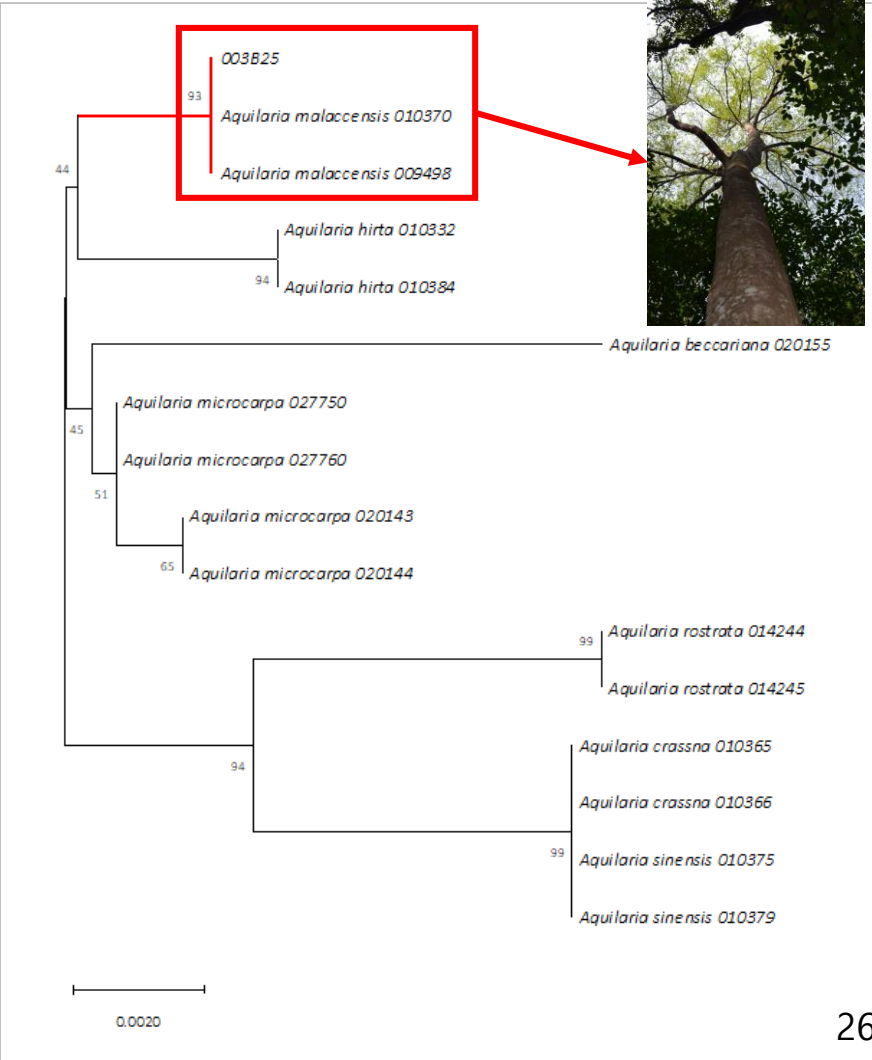 003B25
93
Aquilaria malaccensis 010370
Aquilaria malaccensis 009498
44
Aquilaria hirta 010332
94
Aquilaria hirta 010384
Aquilaria beccariana 020155
Aquilaria microcarpa 027750
45
Aquilaria microcarpa 027760
51
Aquilaria microcarpa 020143
65
Aquilaria microcarpa 020144
99
Aquilaria rostrata 014244
Aquilaria rostrata 014245
Aquilaria crassna 010365
94
Aquilaria crassna 010366
99
Aquilaria sinensis 010375
Aquilaria sinensis 010379
0.0020
26